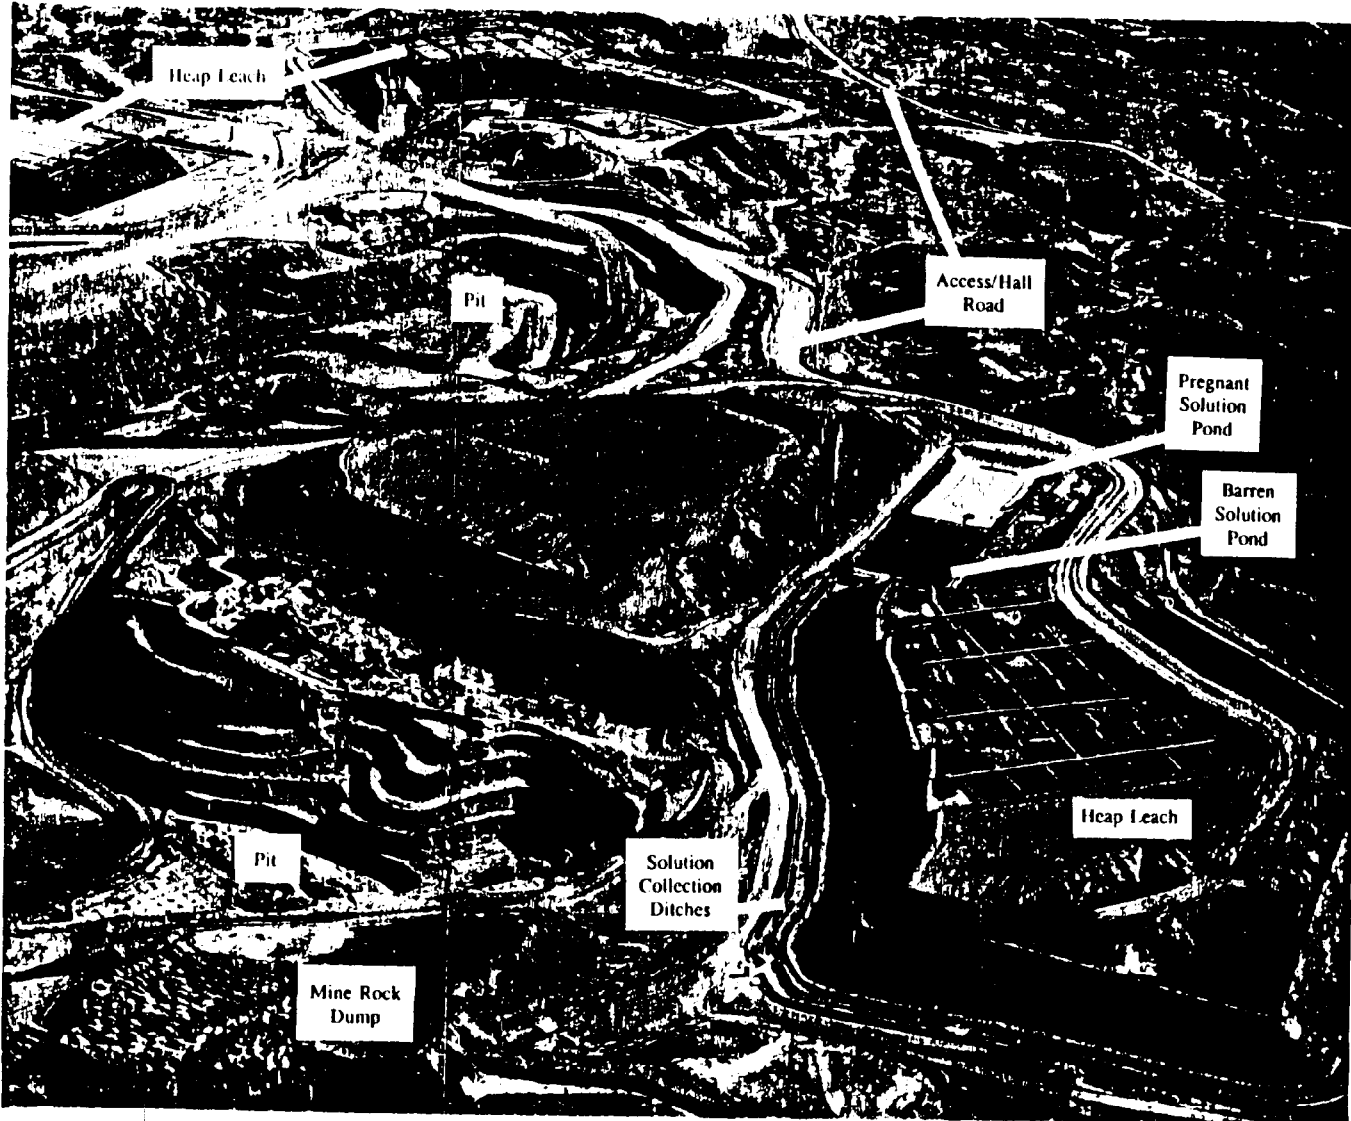 Heap Leach
Pit
Access/Hall
Road
Pregnant
Solution
Pond
Barren
Solution
Pond
Heap Leach
Pit
Solution
Collection
Ditches
Mine Rock
Dump